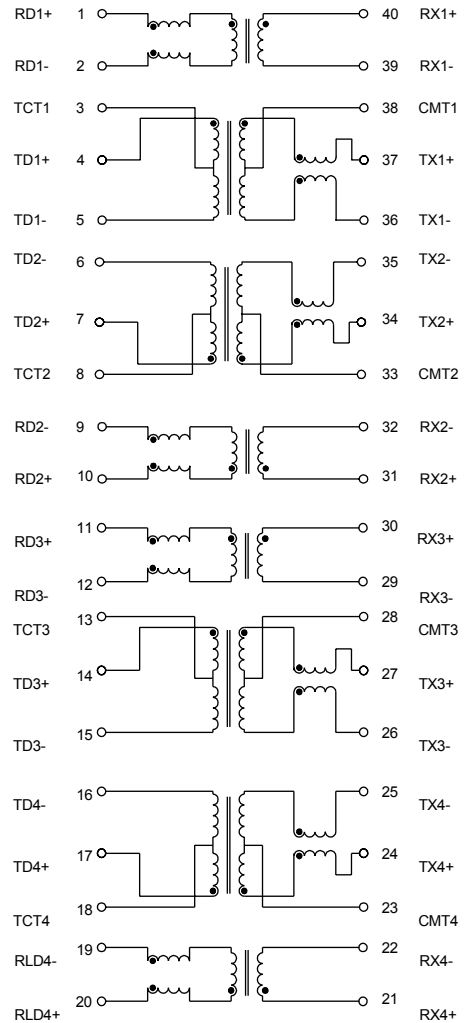 RD1+ 1 40 RX1+
RD1- 2 39 RX1-
TCT1 3 38 CMT1
TD1+ 4 37 TX1+
TD1- 5 36 TX1-
TD2- 6 35 TX2-
TD2+ 7 34 TX2+
TCT2 8 33 CMT2
RD2- 9 32 RX2-
RD2+ 10 31 RX2+
RD3+ 11 30 RX3+
RD3- 12 29 RX3-
TCT3 13 28 CMT3
TD3+ 14 27 TX3+
TD3- 15 26 TX3-
TD4- 16 25 TX4-
TD4+ 17 24 TX4+
TCT4 18 23 CMT4
RLD4- 19 22 RX4-
RLD4+ 20 21 RX4+